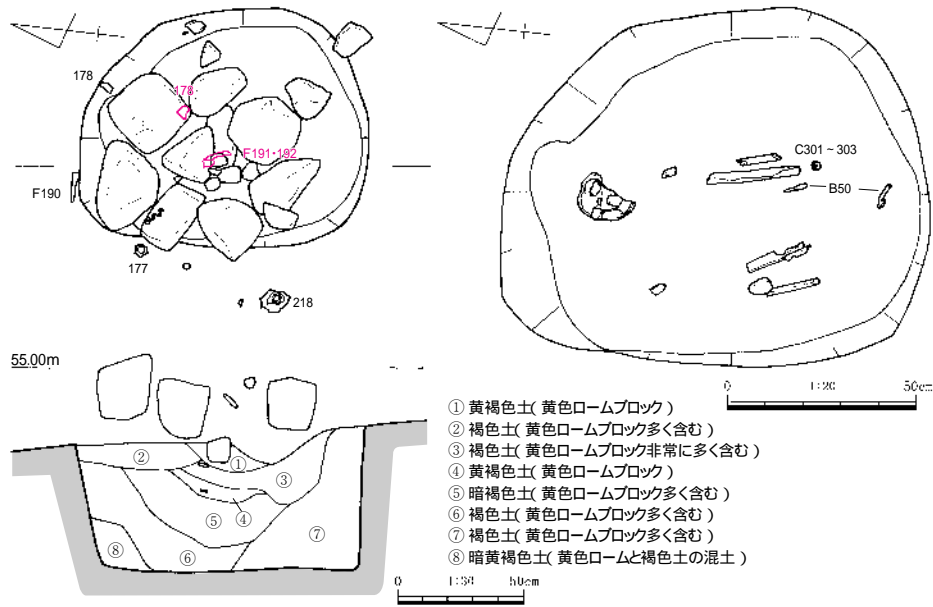 178
178
F191・192
F190
177
218
C301～303
B50
55.00m
0 1:20 50cm
① 黄褐色土(黄色ロームブロック)
② 褐色土(黄色ロームブロック多く含む)
③ 褐色土(黄色ロームブロック非常に多く含む)
④ 黄褐色土(黄色ロームブロック)
⑤ 暗褐色土(黄色ロームブロック多く含む)
⑥ 褐色土(黄色ロームブロック多く含む)
⑦ 褐色土(黄色ロームブロック多く含む)
⑧ 暗黄褐色土(黄色ロームと褐色土の混土)
②
①
③
⑤
④
⑦
⑧
⑥
0 1:30 50cm